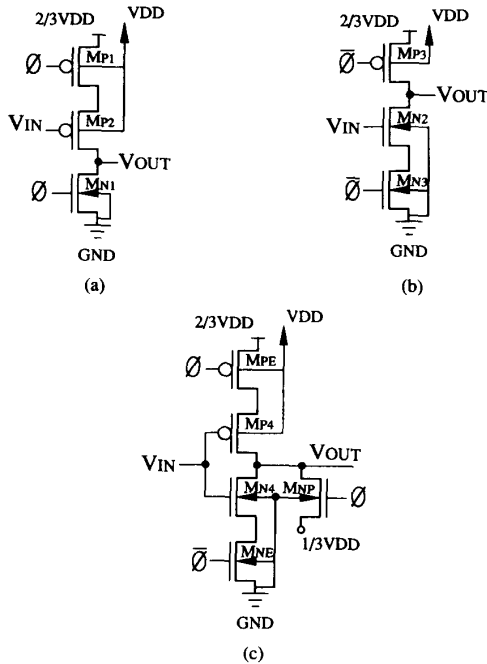 2/3VDD VDD
Ø MP1
VIN MP2
VOUT
Ø MN1
GND
(a)
2/3VDD VDD
Ø̅ MP3
VOUT
VIN MN2
Ø̅ MN3
GND
(b)
2/3VDD VDD
Ø MPE
MP4
VIN VOUT
MN4 MNP Ø
1/3VDD
Ø̅ MNE
GND
(c)